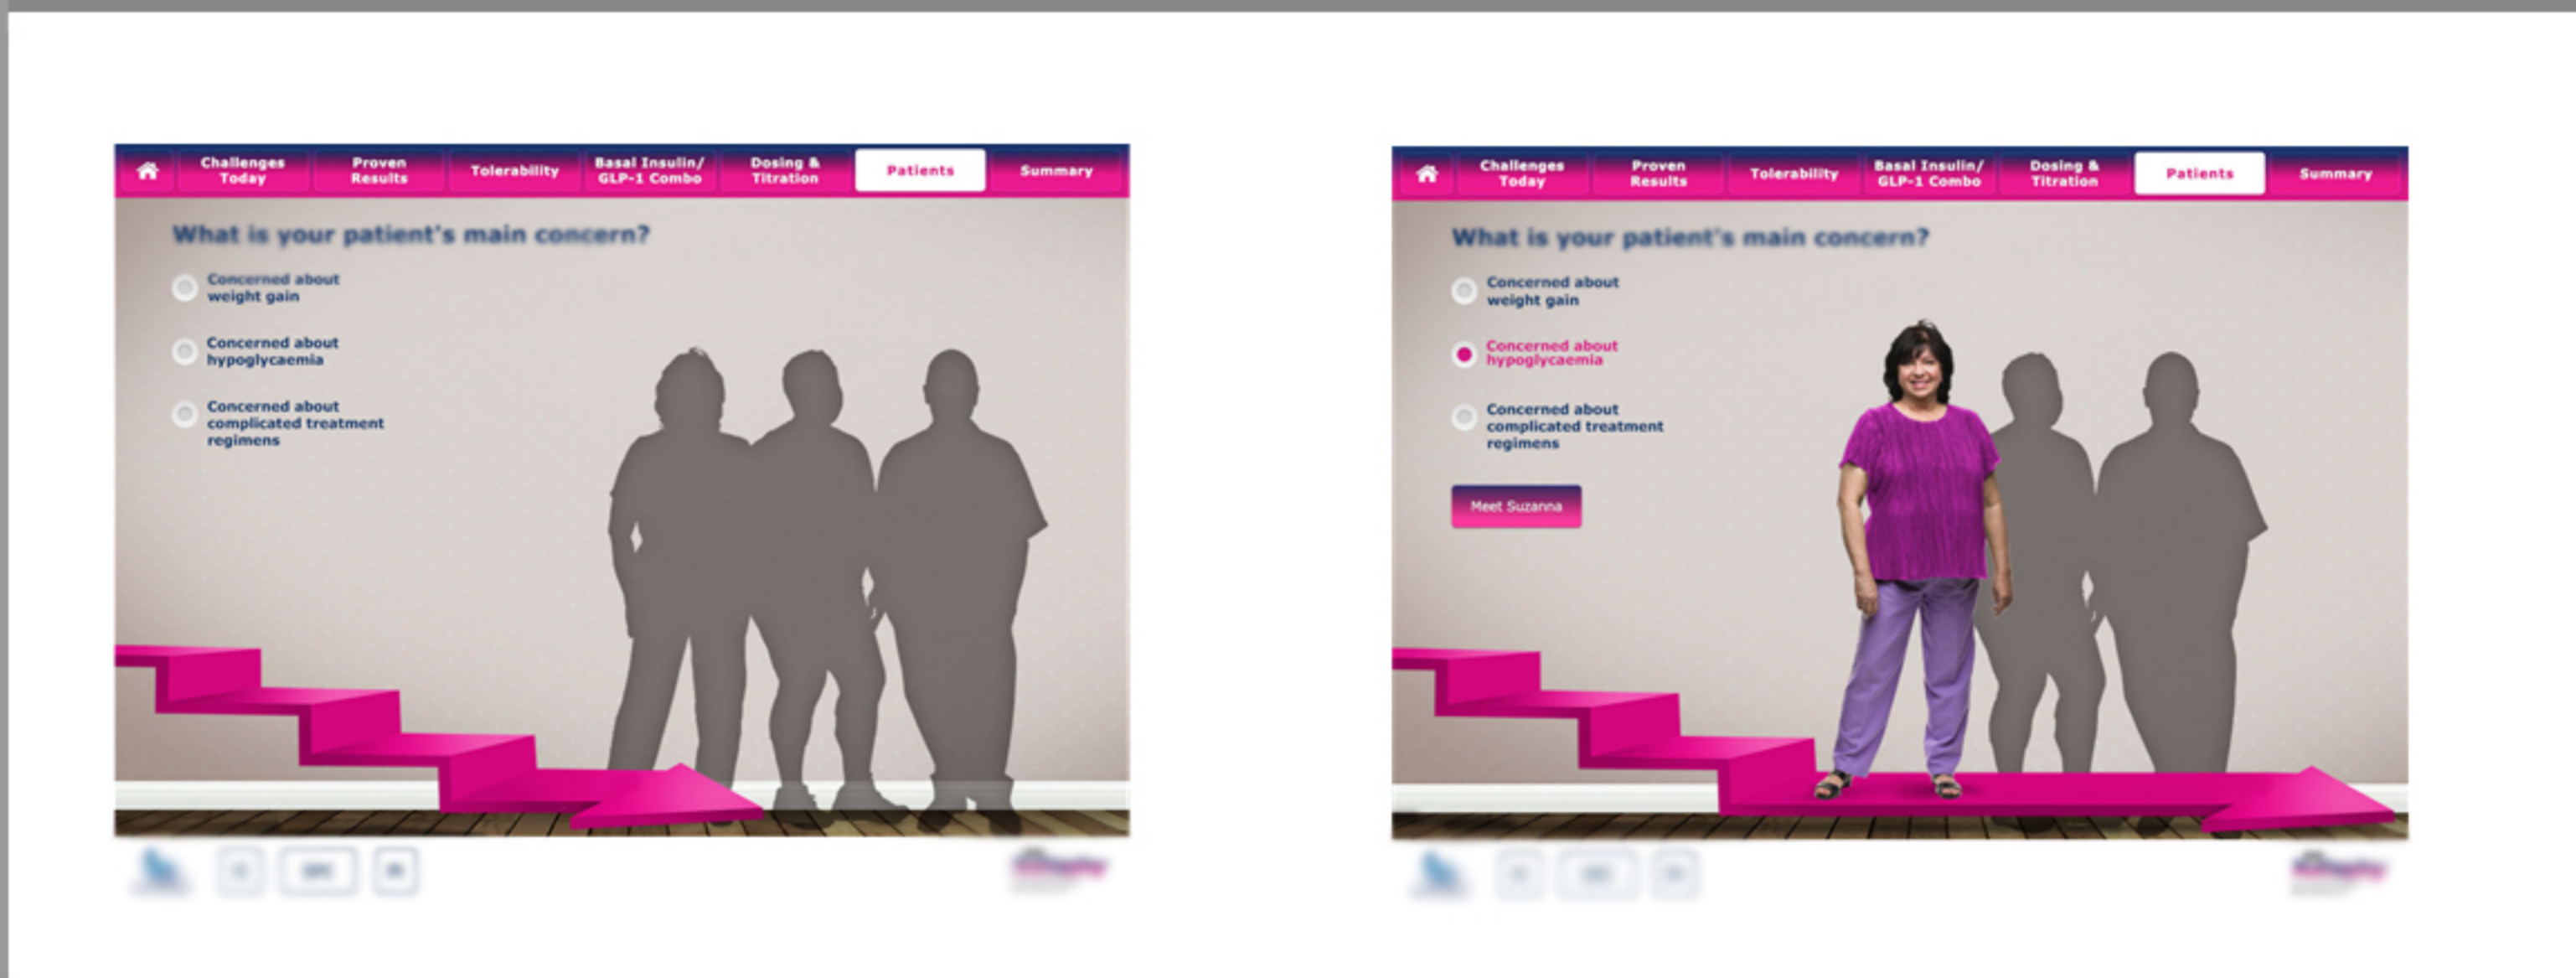 Challenges
Today
Proven
Results
Tolerability
Basal Insulin/
GLP-1 Combo
Dosing &
Titration
Patients
Summary
What is your patient's main concern?
Concerned about
weight gain
Concerned about
hypoglycaemia
Concerned about
complicated treatment
regimens
Challenges
Today
Proven
Results
Tolerability
Basal Insulin/
GLP-1 Combo
Dosing &
Titration
Patients
Summary
What is your patient's main concern?
Concerned about
weight gain
Concerned about
hypoglycaemia
Concerned about
complicated treatment
regimens
Meet Suzanna